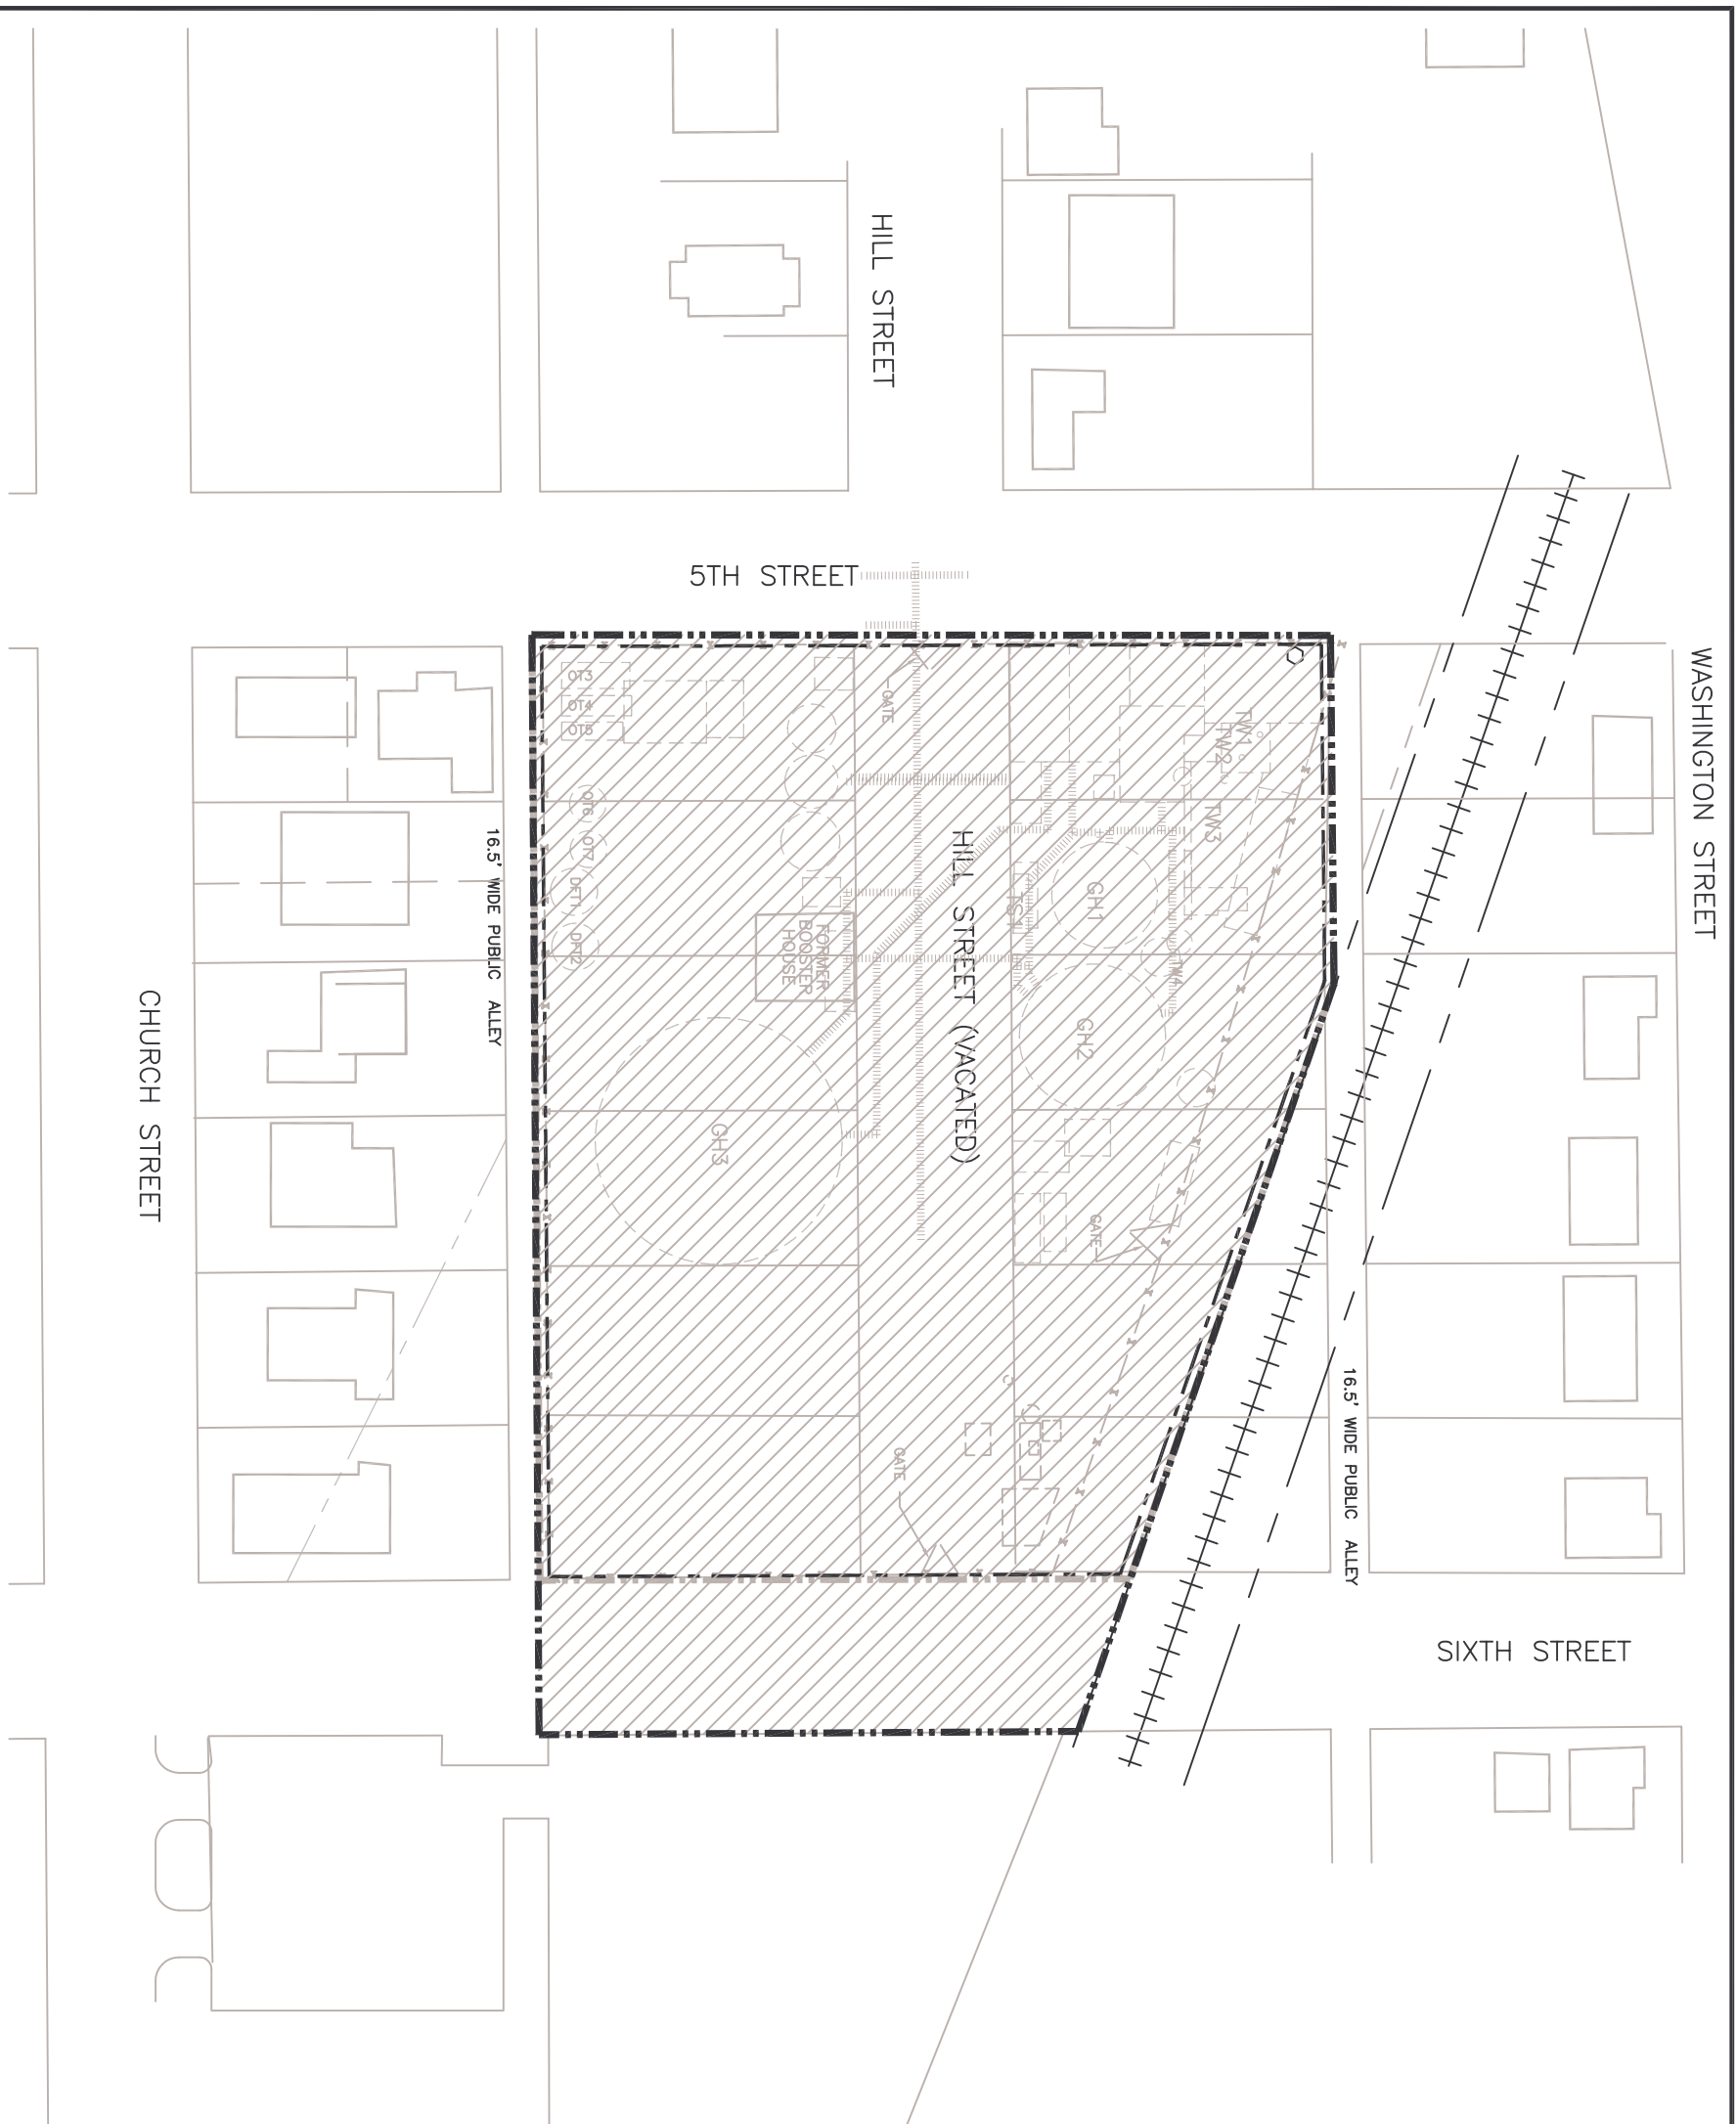 HILL STREET
5TH STREET
WASHINGTON STREET
OT3
OT4
OT5
GATE
TW1
TW2
TW3
OT6
OT7
DFT1
DFT2
16.5' WIDE PUBLIC ALLEY
HILL STREET (VACATED)
GH1
TS1
FORMER
BOOSTER
HOUSE
GH2
CHURCH STREET
GH3
GATE
16.5' WIDE PUBLIC ALLEY
GATE
SIXTH STREET